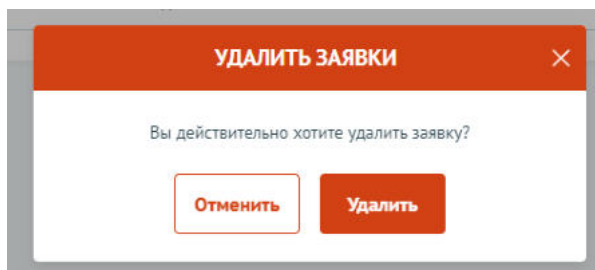 УДАЛИТЬ ЗАЯВКИ
Вы действительно хотите удалить заявку?
Отменить
Удалить